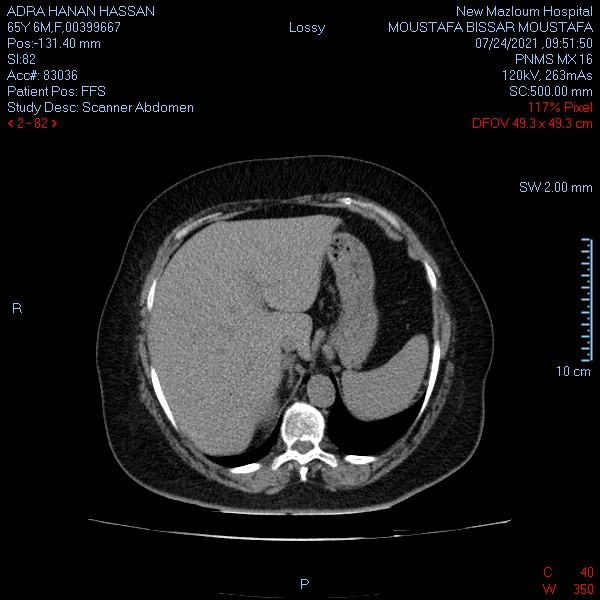 ADRA HANAN HASSAN
65Y 6M,F,00399667
Pos:-131.40 mm
SI:82
Acc#: 83036
Patient Pos: FFS
Study Desc: Scanner Abdomen
< 2 - 82 >
Lossy
New Mazloum Hospital
MOUSTAFA BISSAR MOUSTAFA
07/24/2021 ,09:51:50
PNMS MX 16
120kV, 263mAs
SC:500.00 mm
117% Pixel
DFOV 49.3 x 49.3 cm
SW 2.00 mm
R
10 cm
P
C 40
W 350